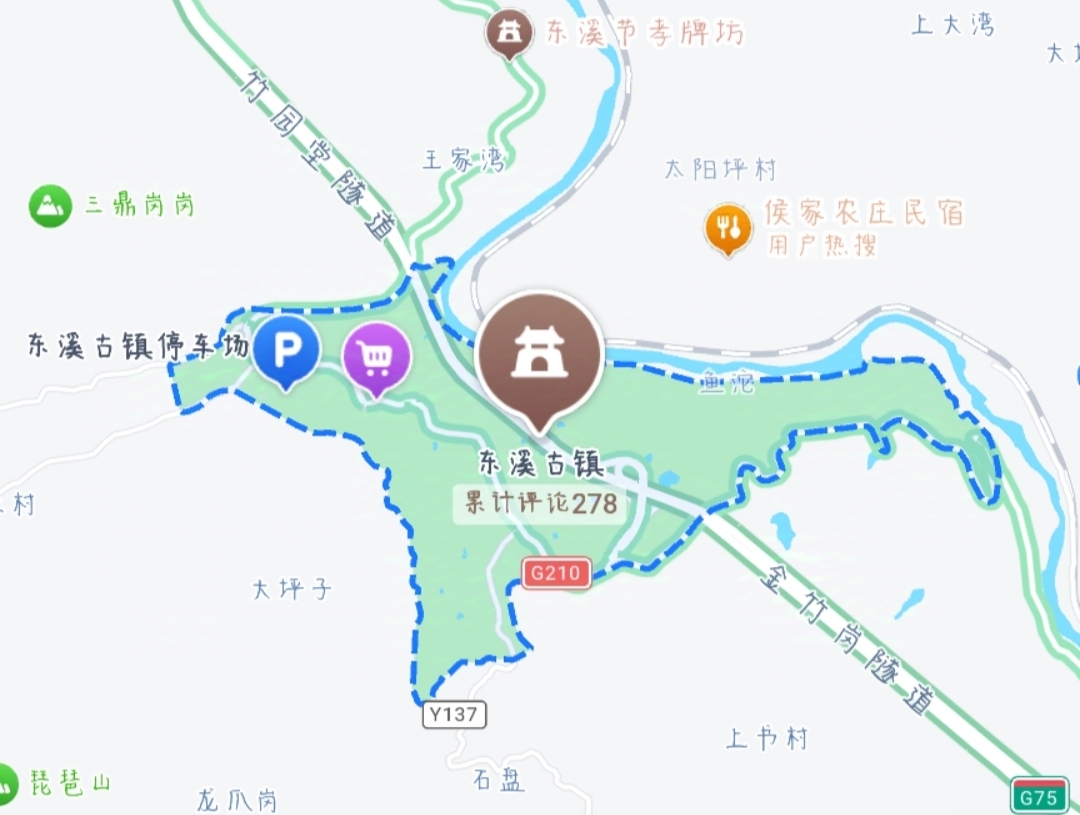 东溪节孝牌坊
上大湾
竹园堂隧道
王家湾
太阳坪村
三鼎岗岗
侯家农庄民宿
用户热搜
东溪古镇停车场
P
鱼沱
东溪古镇
累计评论278
村
G210
大坪子
金竹岗隧道
Y137
上书村
石盘
琵琶山
龙爪岗
G75